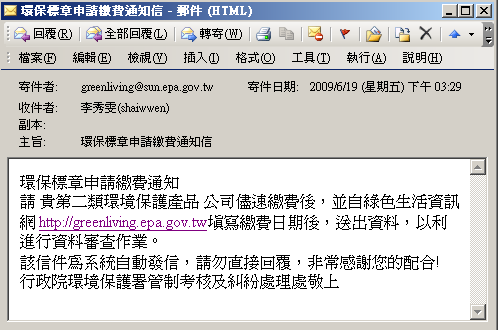 環保標章申請繳費通知信 - 郵件 (HTML)
回覆(R) 全部回覆(L) 轉寄(W)
檔案(F) 編輯(E) 檢視(V) 插入(I) 格式(O) 工具(T) 執行(A) 說明(H)
寄件者: greenliving@sun.epa.gov.tw 寄件日期: 2009/6/19 (星期五) 下午 03:29
收件者: 李秀雯(shaiwwen)
副本:
主旨: 環保標章申請繳費通知信
環保標章申請繳費通知
請 貴第二類環境保護產品 公司儘速繳費後，並自綠色生活資訊
網 http://greenliving.epa.gov.tw填寫繳費日期後，送出資料，以利
進行資料審查作業。
該信件為系統自動發信，請勿直接回覆，非常感謝您的配合!
行政院環境保護署管制考核及糾紛處理處敬上